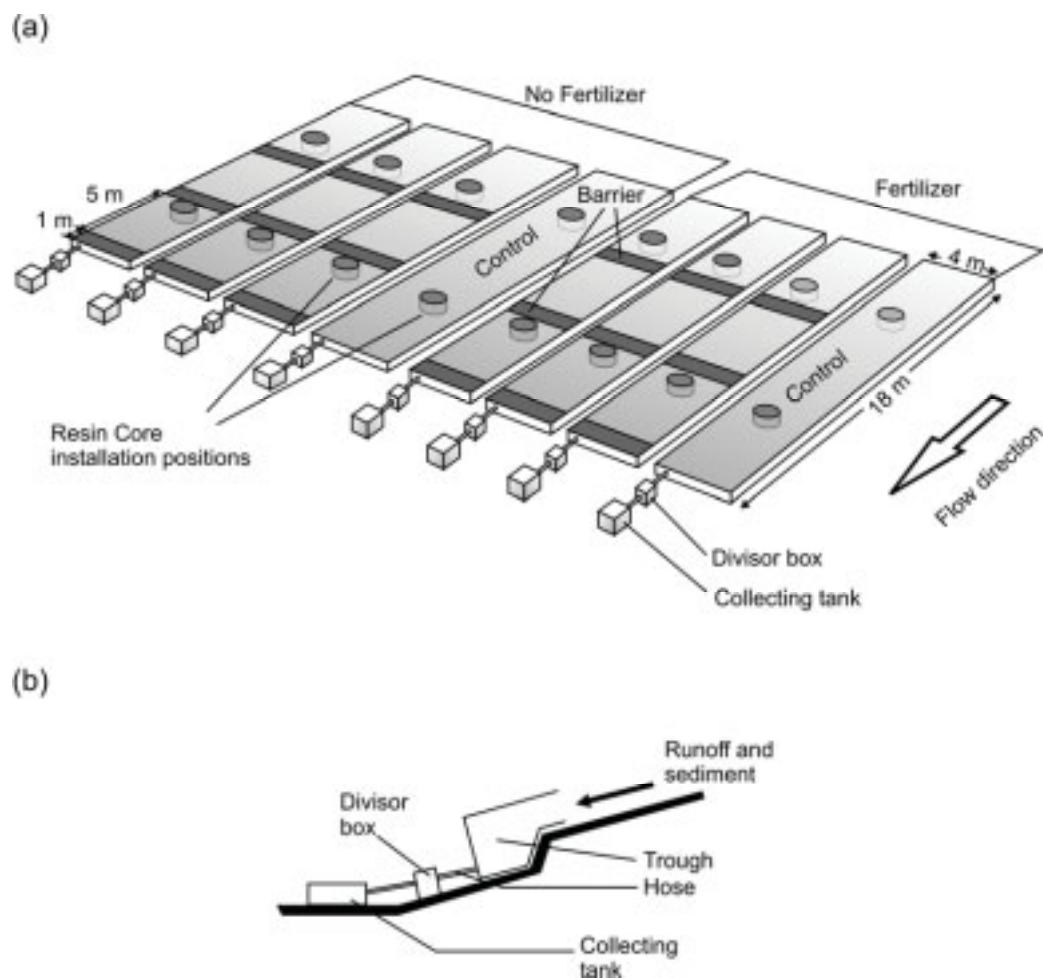 (a)
No Fertilizer
Fertilizer
Barrier
5 m
1 m
Control
4 m
Control
18 m
Resin Core
installation positions
Flow direction
Divisor box
Collecting tank
(b)
Runoff and
sediment
Divisor
box
Trough
Hose
Collecting
tank